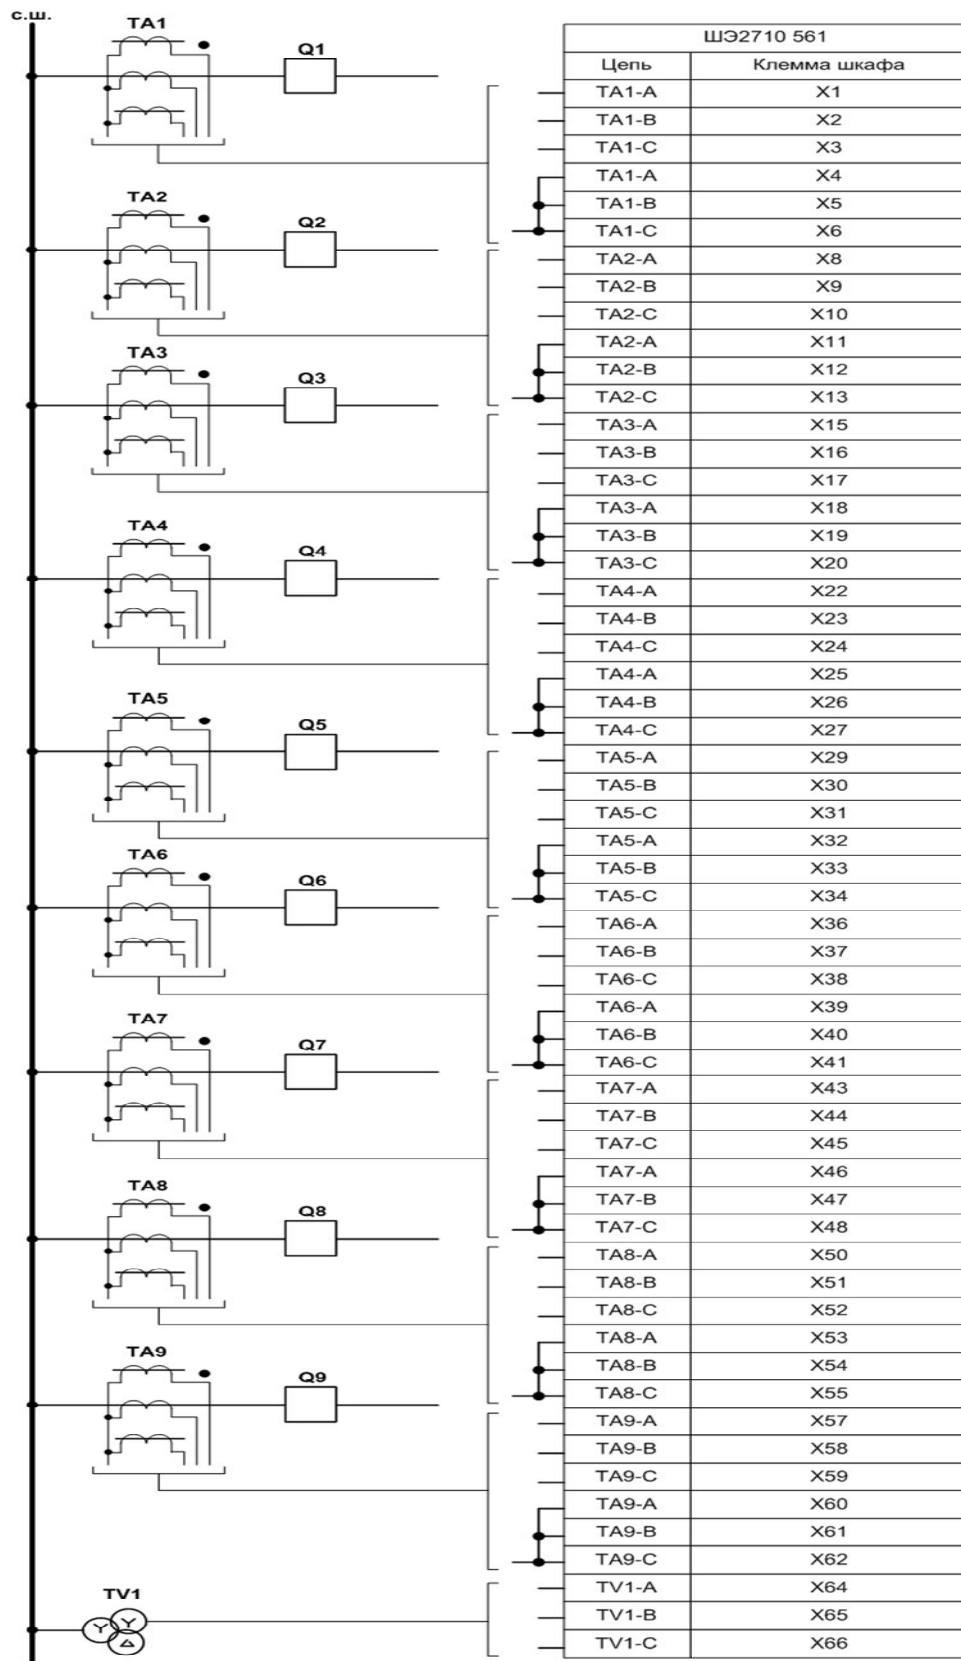 с.ш.
TA1
Q1
TA2
Q2
TA3
Q3
TA4
Q4
TA5
Q5
TA6
Q6
TA7
Q7
TA8
Q8
TA9
Q9
TV1
ШЭ2710 561
Цепь Клемма шкафа
TA1-A X1
TA1-B X2
TA1-C X3
TA1-A X4
TA1-B X5
TA1-C X6
TA2-A X8
TA2-B X9
TA2-C X10
TA2-A X11
TA2-B X12
TA2-C X13
TA3-A X15
TA3-B X16
TA3-C X17
TA3-A X18
TA3-B X19
TA3-C X20
TA4-A X22
TA4-B X23
TA4-C X24
TA4-A X25
TA4-B X26
TA4-C X27
TA5-A X29
TA5-B X30
TA5-C X31
TA5-A X32
TA5-B X33
TA5-C X34
TA6-A X36
TA6-B X37
TA6-C X38
TA6-A X39
TA6-B X40
TA6-C X41
TA7-A X43
TA7-B X44
TA7-C X45
TA7-A X46
TA7-B X47
TA7-C X48
TA8-A X50
TA8-B X51
TA8-C X52
TA8-A X53
TA8-B X54
TA8-C X55
TA9-A X57
TA9-B X58
TA9-C X59
TA9-A X60
TA9-B X61
TA9-C X62
TV1-A X64
TV1-B X65
TV1-C X66